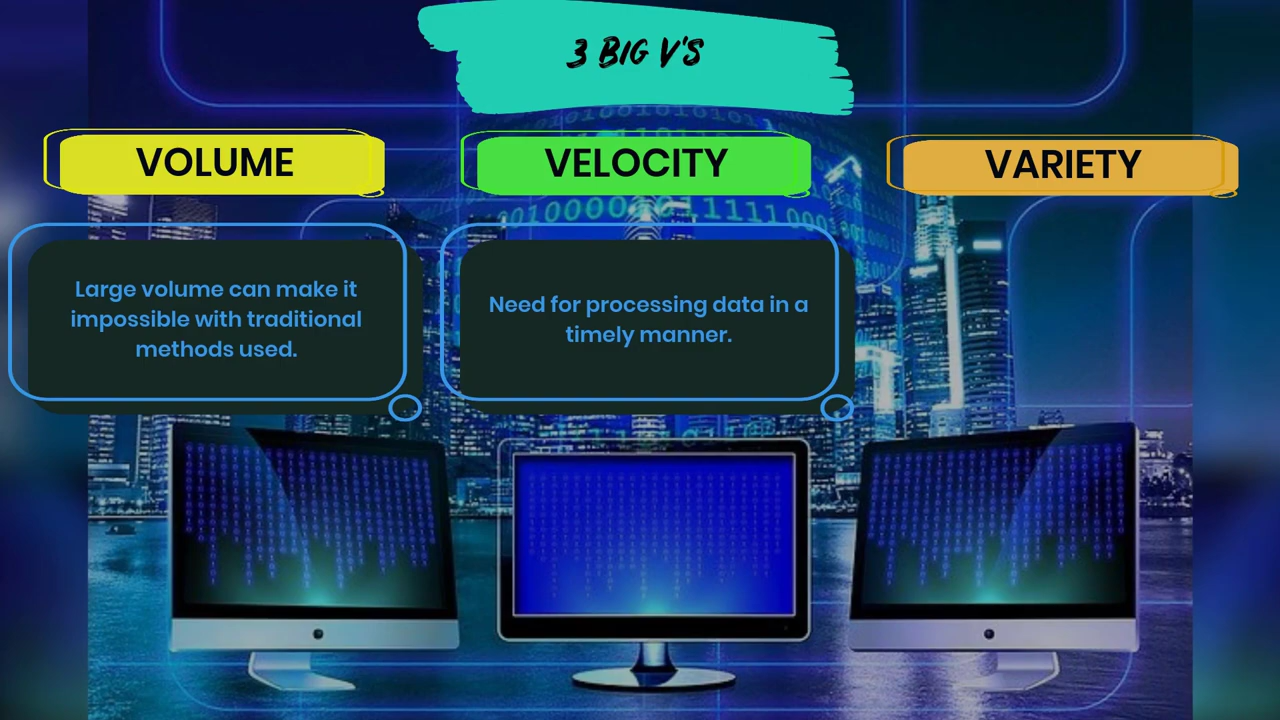 3 BIG V'S
VOLUME
VELOCITY
VARIETY
Large volume can make it
impossible with traditional
methods used.
Need for processing data in a
timely manner.